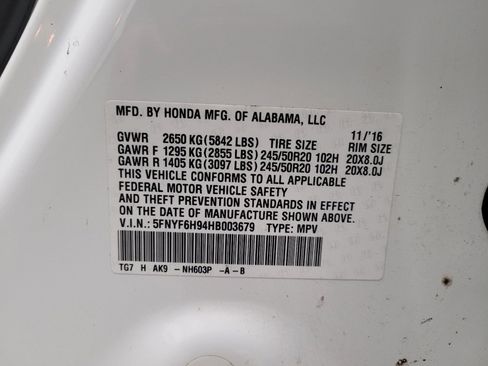 MFD. BY HONDA MFG. OF ALABAMA, LLC
11/'16
GVWR 2650 KG(5842 LBS) TIRE SIZE RIM SIZE
GAWR F 1295 KG(2855 LBS)245/50R20 102H 20X8.0J
GAWR R 1405 KG(3097 LBS)245/50R20 102H 20X8.0J
THIS VEHICLE CONFORMS TO ALL APPLICABLE
FEDERAL MOTOR VEHICLE SAFETY
AND THEFT PREVENTION STANDARDS IN EFFECT
ON THE DATE OF MANUFACTURE SHOWN ABOVE.
V.I.N.: 5FNYF6H94HB003679 TYPE: MPV
TG7 H AK9 -NH603P -A-B